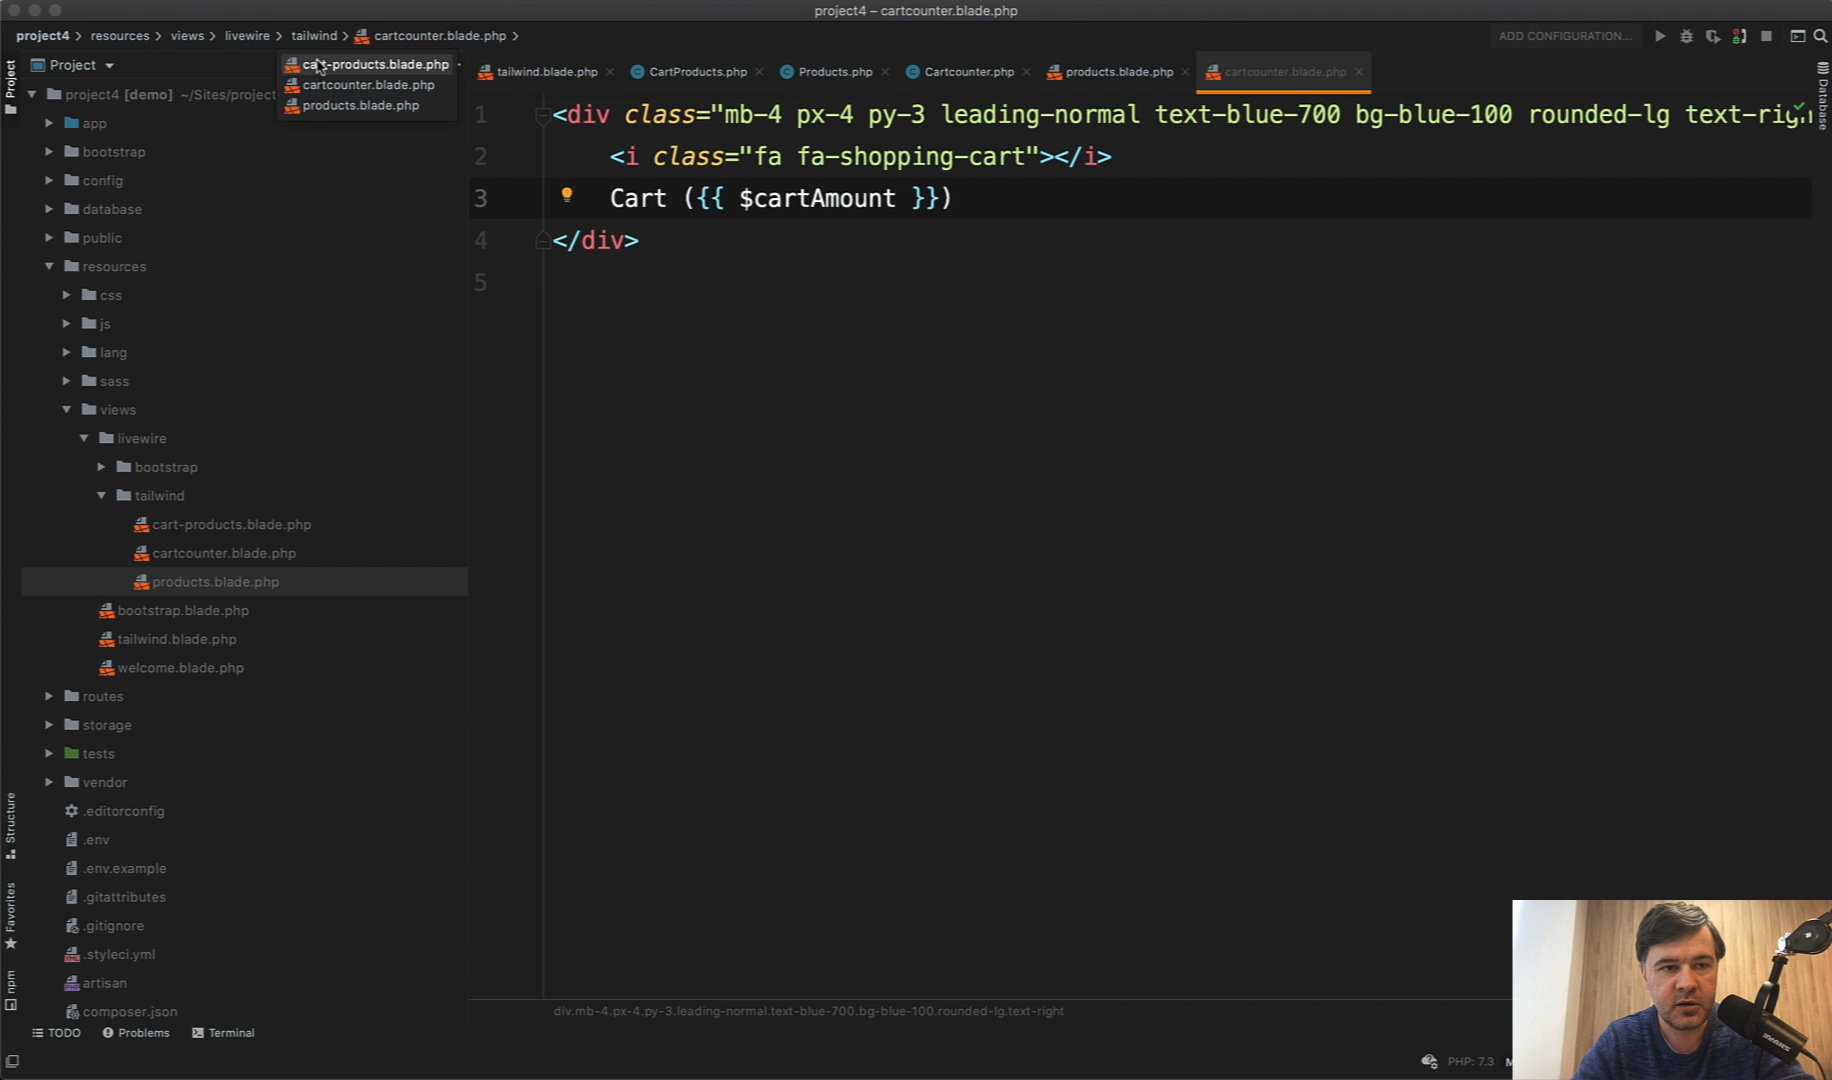 project4 – cartcounter.blade.php
project4 resources views livewire tailwind cartcounter.blade.php
ADD CONFIGURATION...
Project
cart-products.blade.php
cartcounter.blade.php
products.blade.php
tailwind.blade.php CartProducts.php Products.php Cartcounter.php products.blade.php cartcounter.blade.php
Project
Structure
Favorites
npm
Database
project4 [demo] ~/Sites/project
app
bootstrap
config
database
public
resources
css
js
lang
sass
views
livewire
bootstrap
tailwind
cart-products.blade.php
cartcounter.blade.php
products.blade.php
bootstrap.blade.php
tailwind.blade.php
welcome.blade.php
routes
storage
tests
vendor
.editorconfig
.env
.env.example
.gitattributes
.gitignore
.styleci.yml
artisan
composer.json
1 <div class="mb-4 px-4 py-3 leading-normal text-blue-700 bg-blue-100 rounded-lg text-righ
2 <i class="fa fa-shopping-cart"></i>
3 Cart ({{ $cartAmount }})
4 </div>
5
div.mb-4.px-4.py-3.leading-normal.text-blue-700.bg-blue-100.rounded-lg.text-right
TODO Problems Terminal
PHP: 7.3